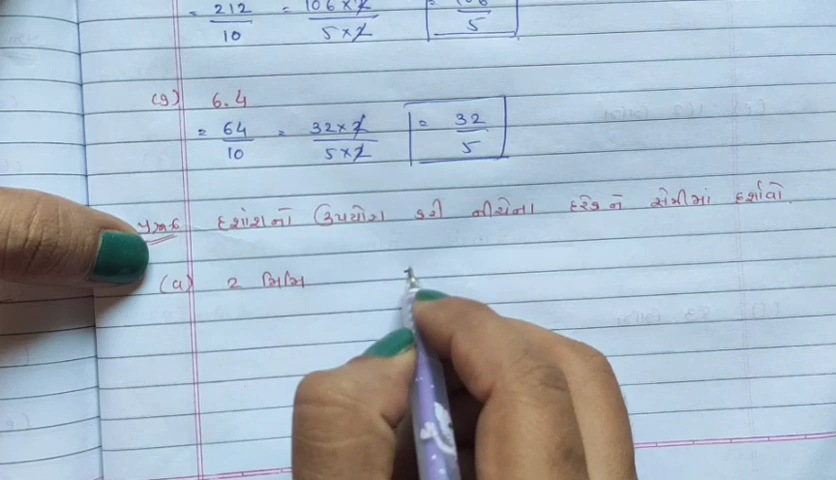 = 212/10 = 106×2/5×2 = 106/5
(g) 6.4
= 64/10 = 32×2/5×2 = 32/5
પ્રશ્ન-6 દશાંશનો ઉપયોગ કરી નીચેના દરેકને સેમીમાં દર્શાવો.
(a) 2 મિમિ